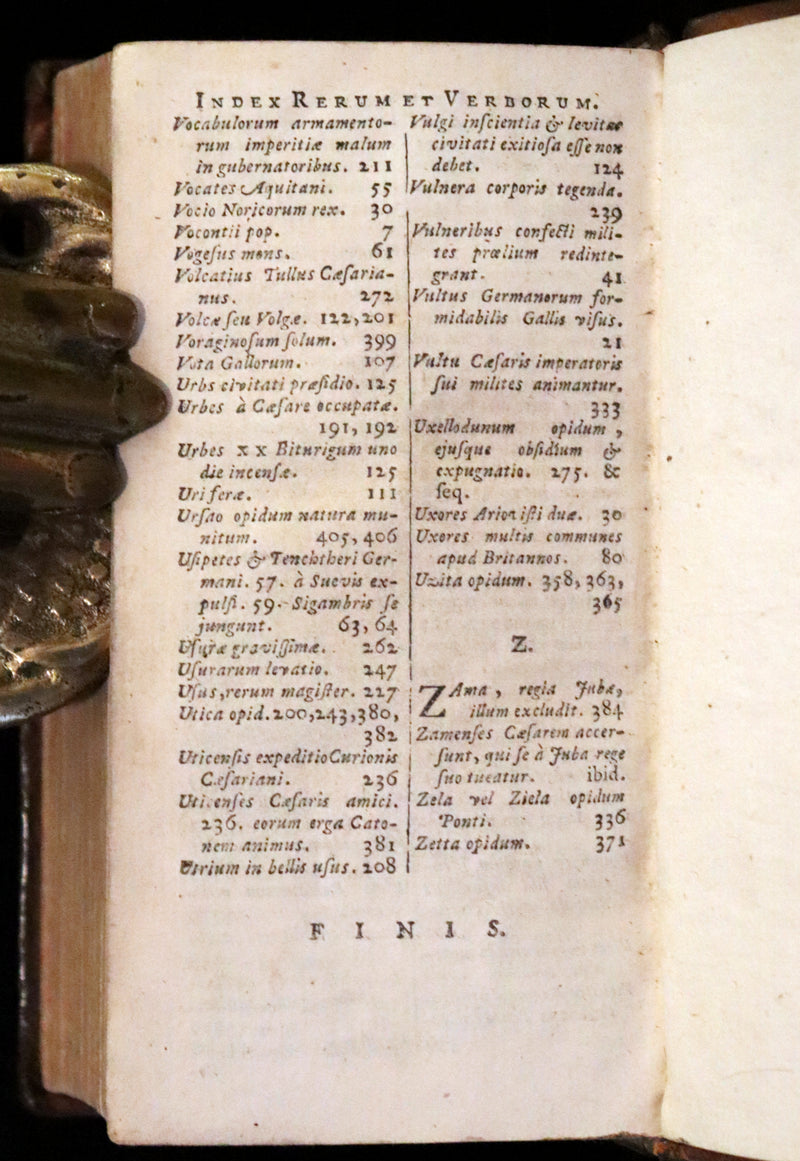 INDEX RERUM ET VERBORUM.
Vocabulorum armamento-
rum imperitiæ malum
in gubernatoribus. 211
Vocates Aquitani. 55
Vocio Noricorum rex. 30
Vocontii pop. 7
Vogeſus mons. 61
Volcatius Tullus Cæſaria-
nus. 272
Volcæ ſeu Volgæ. 122, 201
Voraginoſum ſolum. 399
Vota Gallorum. 107
Urbs civitati præſidio. 125
Urbes à Cæſare occupatæ.
191, 192
Urbes xx Biturigum uno
die incenſæ. 125
Uri feræ. 111
Urſao opidum natura mu-
nitum. 405, 406
Uſipetes & Tenchtheri Ger-
mani. 57. à Suevis ex-
pulſi. 59. Sigambris ſe
jungunt. 63, 64
Uſuræ graviſſimæ. 262
Uſurarum levatio. 247
Uſus, rerum magiſter. 227
Utica opid. 200, 243, 380,
382
Uticenſis expeditio Curionis
Cæſariani. 236
Uticenſes Cæſaris amici.
236. eorum erga Cato-
nem animus. 381
Utrium in bellis uſus. 208
Vulgi inſcientia & levitas
civitati exitioſa eſſe non
debet. 124
Vulnera corporis tegenda.
239
Vulneribus confecti mili-
tes prœlium redinte-
grant. 41
Vultus Germanorum for-
midabilis Gallis viſus.
21
Vultu Cæſaris imperatoris
ſui milites animantur.
333
Uxellodunum opidum,
ejuſque obſidium &
expugnatio. 275. &
ſeq.
Uxores Arioviſti duæ. 30
Uxores multis communes
apud Britannos. 80
Uzita opidum. 358, 363,
365
Z.
ZAma, regia Jubæ,
illum excludit. 384
Zamenſes Cæſarem accer-
ſunt, qui ſe à Juba rege
ſuo tueatur. ibid.
Zela vel Ziela opidum
Ponti. 336
Zetta opidum. 371
FINIS.